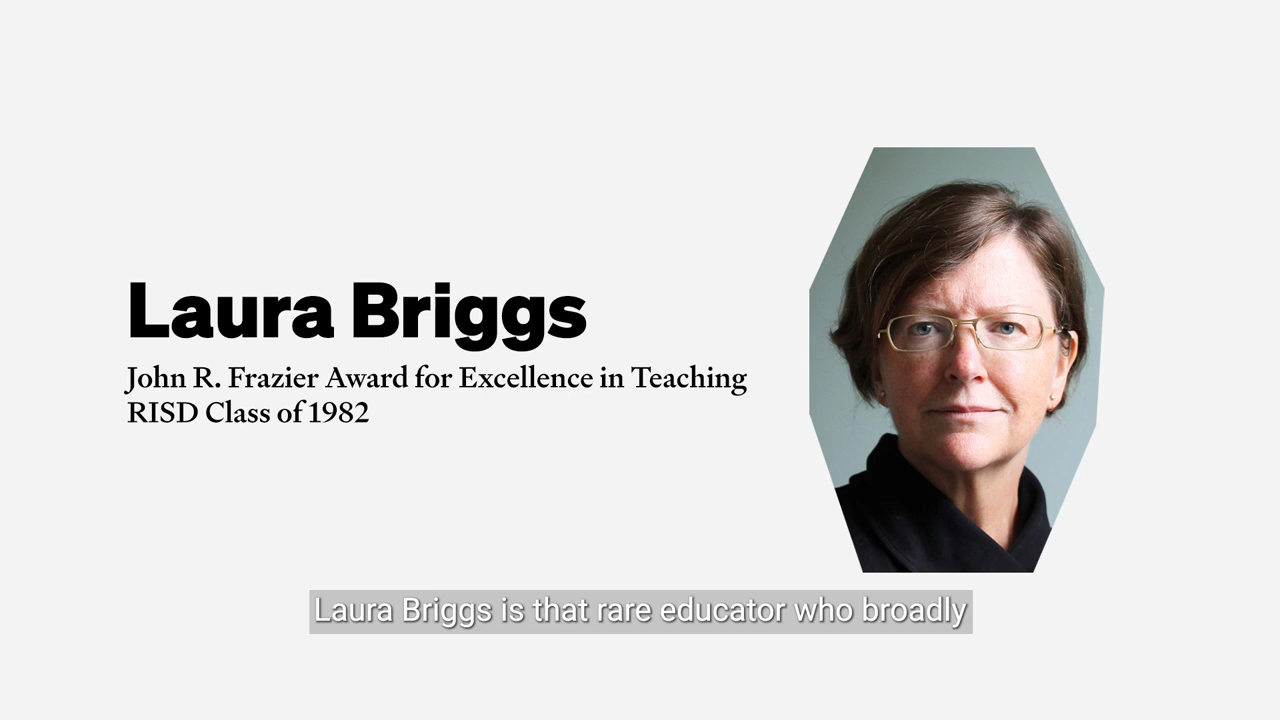 Laura Briggs
John R. Frazier Award for Excellence in Teaching
RISD Class of 1982
Laura Briggs is that rare educator who broadly